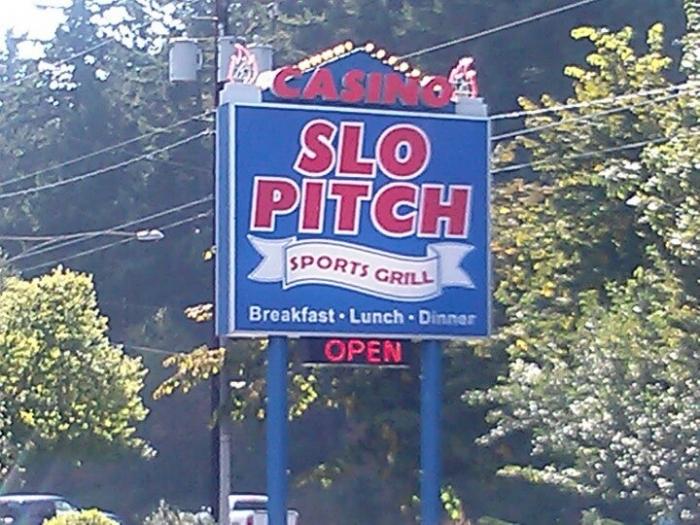 CASINO
SLO
PITCH
SPORTS GRILL
Breakfast • Lunch • Dinner
OPEN